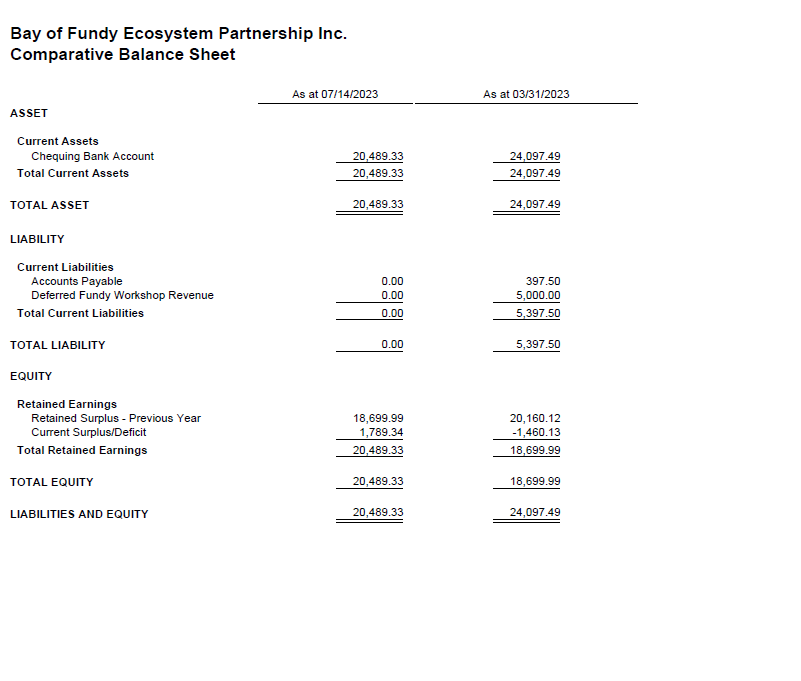 Bay of Fundy Ecosystem Partnership Inc.
Comparative Balance Sheet
As at 07/14/2023 As at 03/31/2023
ASSET
Current Assets
Chequing Bank Account 20,489.33 24,097.49
Total Current Assets 20,489.33 24,097.49
TOTAL ASSET 20,489.33 24,097.49
LIABILITY
Current Liabilities
Accounts Payable 0.00 397.50
Deferred Fundy Workshop Revenue 0.00 5,000.00
Total Current Liabilities 0.00 5,397.50
TOTAL LIABILITY 0.00 5,397.50
EQUITY
Retained Earnings
Retained Surplus - Previous Year 18,699.99 20,160.12
Current Surplus/Deficit 1,789.34 -1,460.13
Total Retained Earnings 20,489.33 18,699.99
TOTAL EQUITY 20,489.33 18,699.99
LIABILITIES AND EQUITY 20,489.33 24,097.49